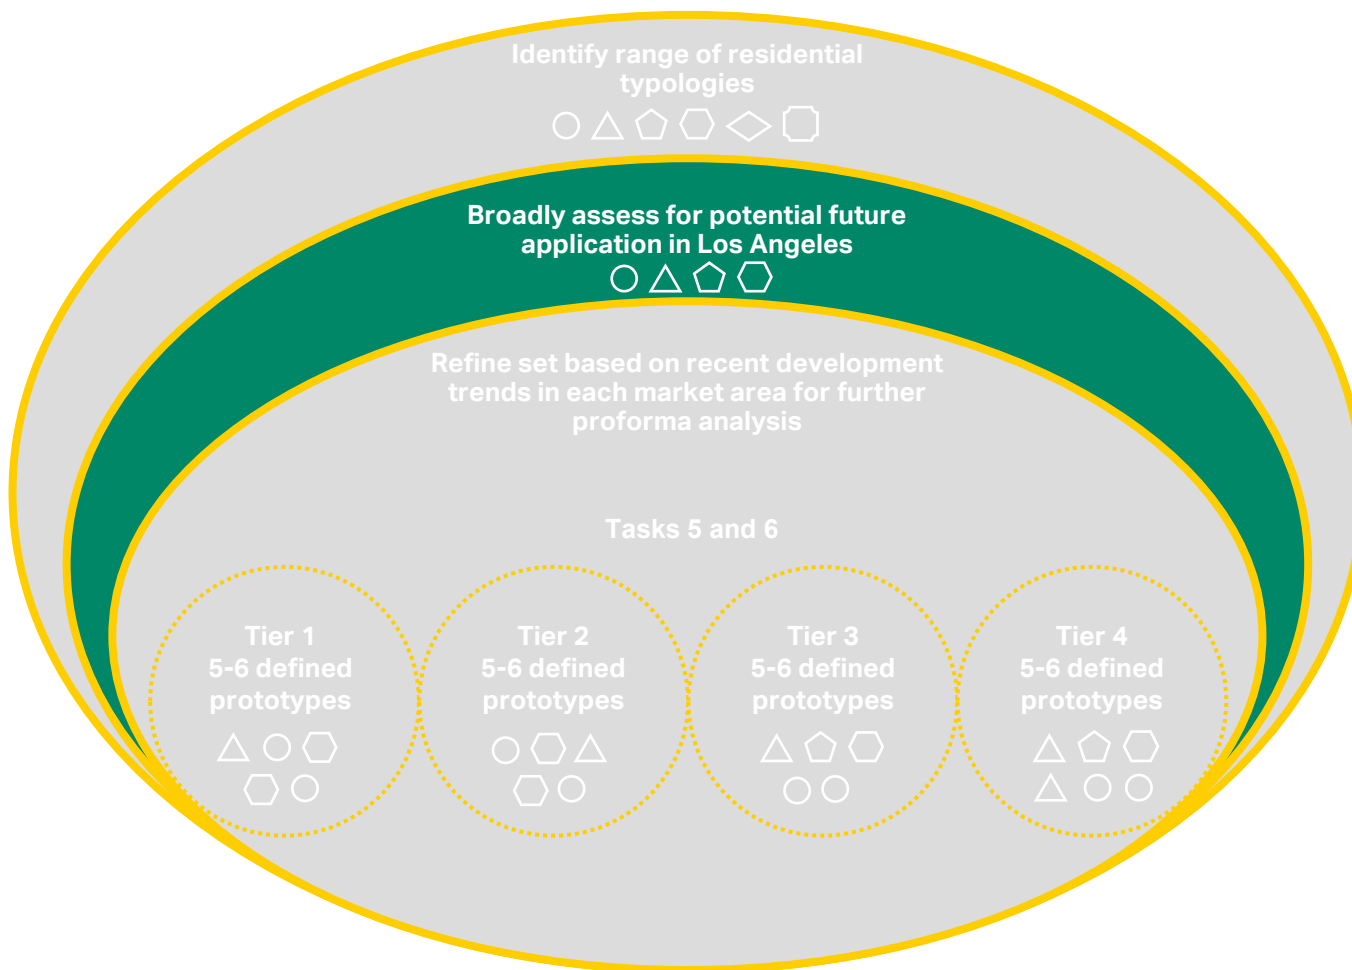 Identify range of residential
typologies
Broadly assess for potential future
application in Los Angeles
Refine set based on recent development
trends in each market area for further
proforma analysis
Tasks 5 and 6
Tier 1
5-6 defined
prototypes
Tier 2
5-6 defined
prototypes
Tier 3
5-6 defined
prototypes
Tier 4
5-6 defined
prototypes